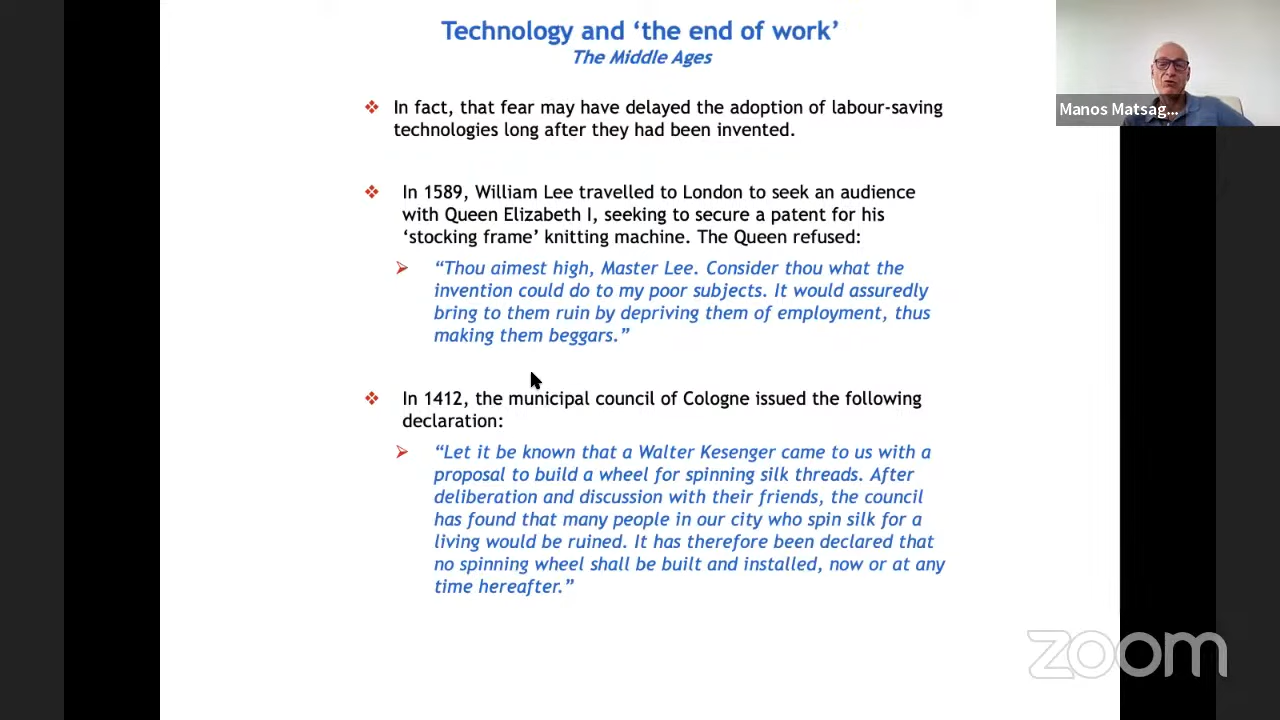 Technology and ‘the end of work’
The Middle Ages
❖ In fact, that fear may have delayed the adoption of labour-saving
technologies long after they had been invented.
❖ In 1589, William Lee travelled to London to seek an audience
with Queen Elizabeth I, seeking to secure a patent for his
‘stocking frame’ knitting machine. The Queen refused:
➢ “Thou aimest high, Master Lee. Consider thou what the
invention could do to my poor subjects. It would assuredly
bring to them ruin by depriving them of employment, thus
making them beggars.”
❖ In 1412, the municipal council of Cologne issued the following
declaration:
➢ “Let it be known that a Walter Kesenger came to us with a
proposal to build a wheel for spinning silk threads. After
deliberation and discussion with their friends, the council
has found that many people in our city who spin silk for a
living would be ruined. It has therefore been declared that
no spinning wheel shall be built and installed, now or at any
time hereafter.”
Manos Matsag...
zoom